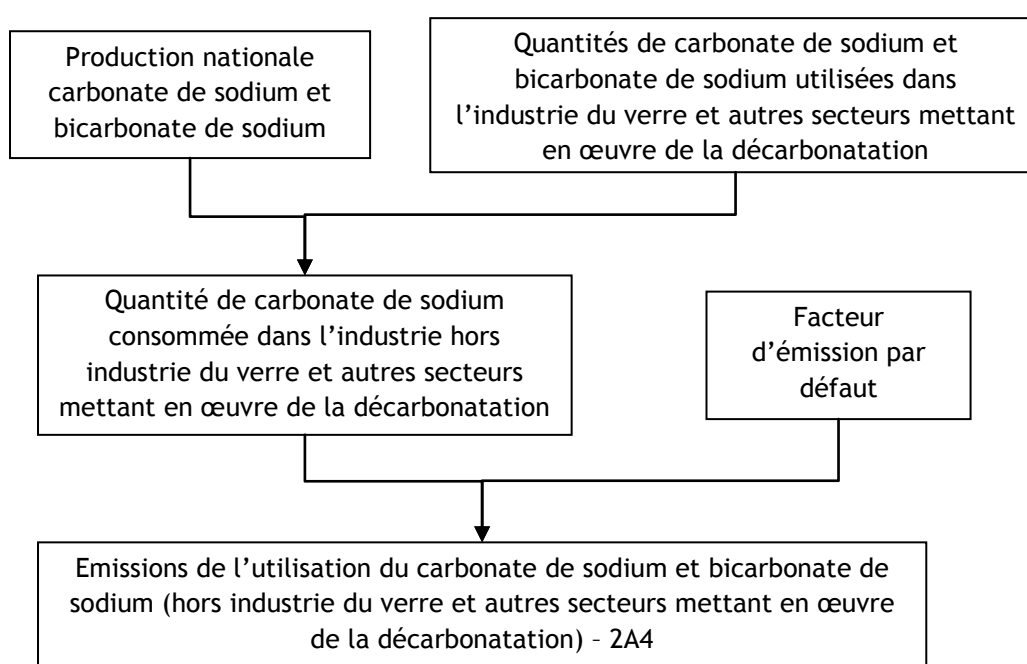 Production nationale
carbonate de sodium et
bicarbonate de sodium
Quantités de carbonate de sodium et
bicarbonate de sodium utilisées dans
l’industrie du verre et autres secteurs mettant
en œuvre de la décarbonatation
Quantité de carbonate de sodium
consommée dans l’industrie hors
industrie du verre et autres secteurs
mettant en œuvre de la décarbonatation
Facteur
d’émission par
défaut
Emissions de l’utilisation du carbonate de sodium et bicarbonate de
sodium (hors industrie du verre et autres secteurs mettant en œuvre
de la décarbonatation) – 2A4